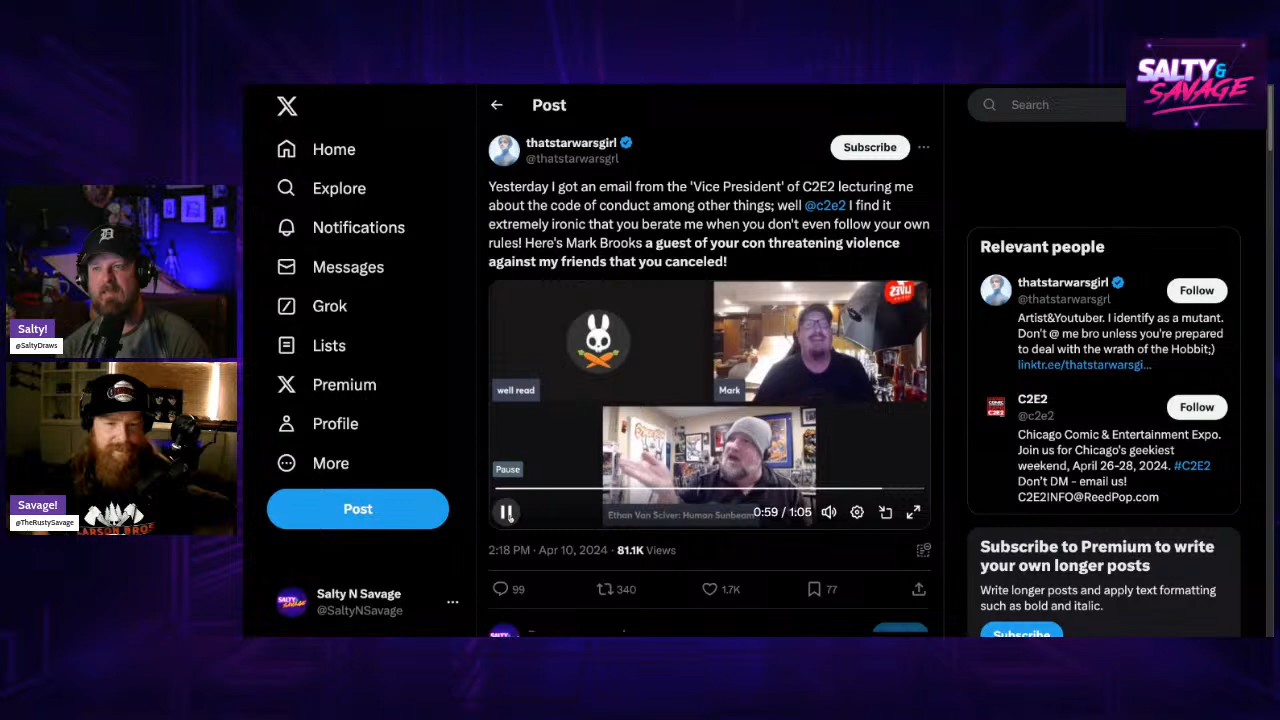 SALTY&
SAVAGE
Post
Search
Home
Explore
Notifications
Messages
Grok
Lists
Premium
Profile
More
Post
Salty N Savage
@SaltyNSavage
thatstarwarsgirl
@thatstarwarsgrl
Subscribe
Yesterday I got an email from the 'Vice President' of C2E2 lecturing me
about the code of conduct among other things; well @c2e2 I find it
extremely ironic that you berate me when you don't even follow your own
rules! Here's Mark Brooks a guest of your con threatening violence
against my friends that you canceled!
well read
Mark
Pause
Ethan Van Sciver: Human Sunbeam
0:59 / 1:05
2:18 PM · Apr 10, 2024 · 81.1K Views
99
340
1.7K
77
Relevant people
thatstarwarsgirl
@thatstarwarsgrl
Follow
Artist&Youtuber. I identify as a mutant.
Don't @ me bro unless you're prepared
to deal with the wrath of the Hobbit;)
linktr.ee/thatstarwarsgi...
C2E2
@c2e2
Follow
Chicago Comic & Entertainment Expo.
Join us for Chicago's geekiest
weekend, April 26-28, 2024. #C2E2
Don't DM - email us!
C2E2INFO@ReedPop.com
Subscribe to Premium to write
your own longer posts
Write longer posts and apply text formatting
such as bold and italic.
Subscribe
Salty!
@SaltyDraws
Savage!
@TheRustySavage